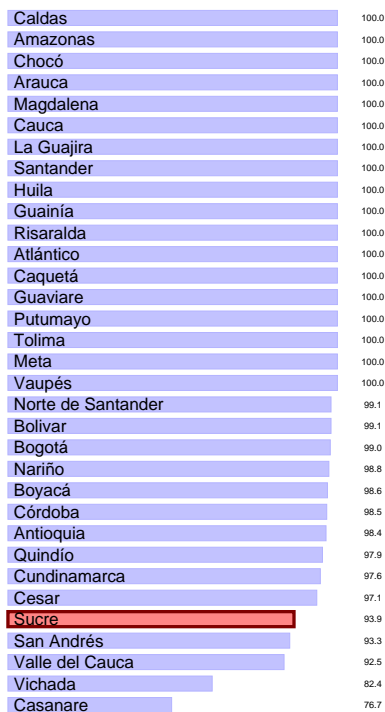 Caldas 100.0
Amazonas 100.0
Chocó 100.0
Arauca 100.0
Magdalena 100.0
Cauca 100.0
La Guajira 100.0
Santander 100.0
Huila 100.0
Guainía 100.0
Risaralda 100.0
Atlántico 100.0
Caquetá 100.0
Guaviare 100.0
Putumayo 100.0
Tolima 100.0
Meta 100.0
Vaupés 100.0
Norte de Santander 99.1
Bolivar 99.1
Bogotá 99.0
Nariño 98.8
Boyacá 98.6
Córdoba 98.5
Antioquia 98.4
Quindío 97.9
Cundinamarca 97.6
Cesar 97.1
Sucre 93.9
San Andrés 93.3
Valle del Cauca 92.5
Vichada 82.4
Casanare 76.7